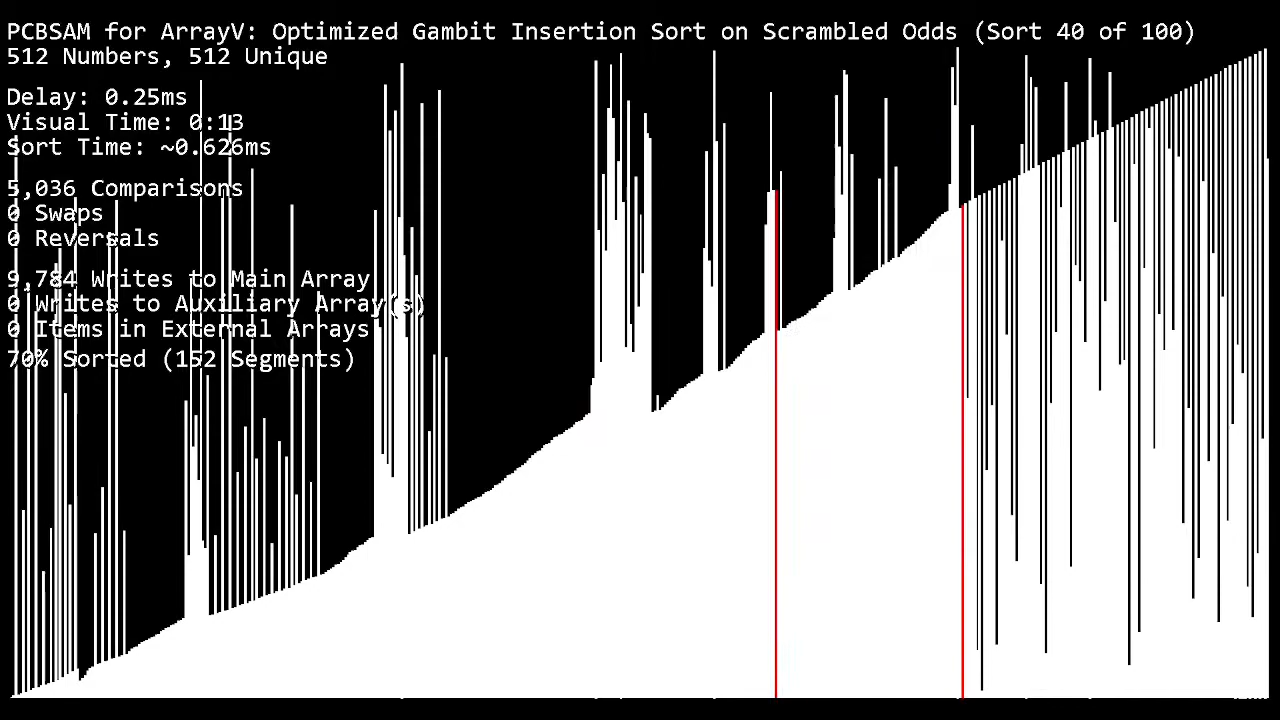 PCBSAM for ArrayV: Optimized Gambit Insertion Sort on Scrambled Odds (Sort 40 of 100)
512 Numbers, 512 Unique
Delay: 0.25ms
Visual Time: 0:13
Sort Time: ~0.626ms
5,036 Comparisons
0 Swaps
0 Reversals
9,784 Writes to Main Array
0 Writes to Auxiliary Array(s)
0 Items in External Arrays
70% Sorted (152 Segments)